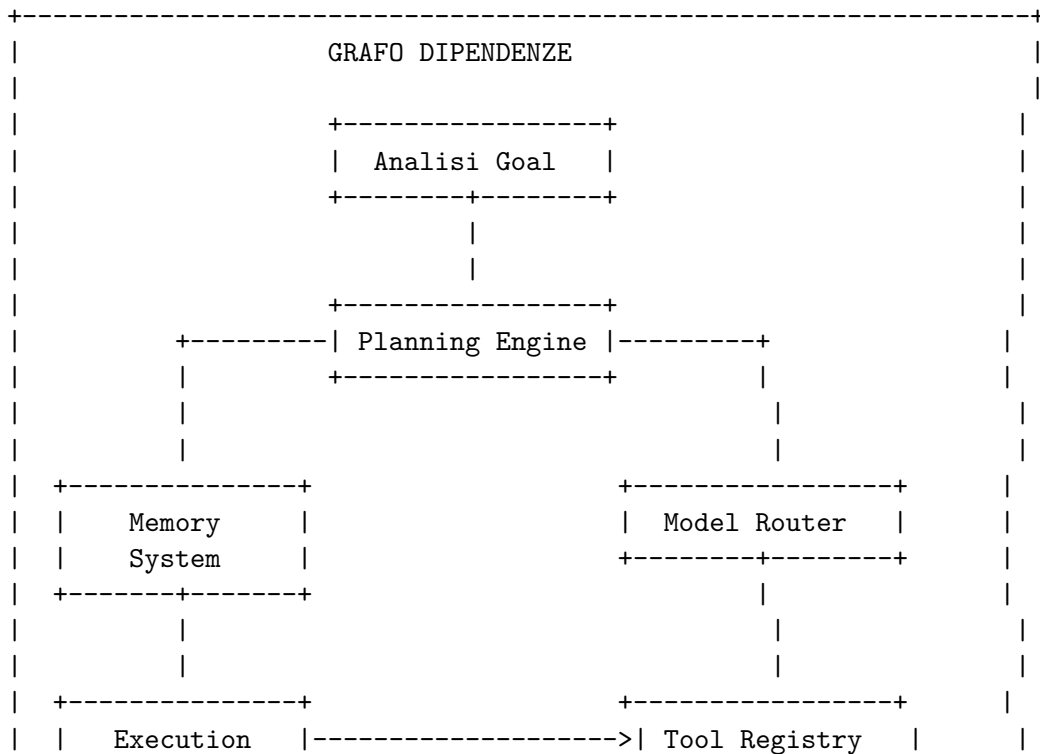 GRAFO DIPENDENZE
Analisi Goal
Planning Engine
Memory Model Router
System
Execution Tool Registry